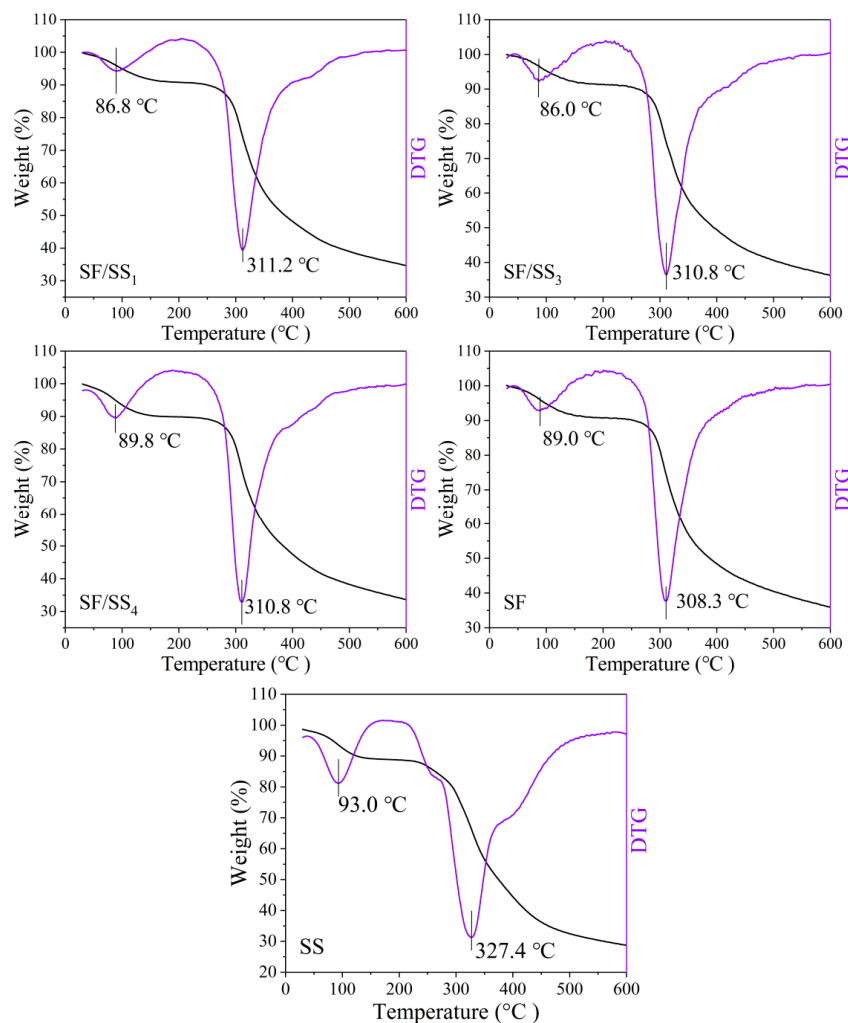 110
100
90
80
70
60
50
40
30
Weight (%)
86.8 °C
311.2 °C
SF/SS1
DTG
0 100 200 300 400 500 600
Temperature (°C )
110
100
90
80
70
60
50
40
30
Weight (%)
86.0 °C
310.8 °C
SF/SS3
DTG
0 100 200 300 400 500 600
Temperature (°C )
110
100
90
80
70
60
50
40
30
Weight (%)
89.8 °C
310.8 °C
SF/SS4
DTG
0 100 200 300 400 500 600
Temperature (°C )
110
100
90
80
70
60
50
40
30
Weight (%)
89.0 °C
308.3 °C
SF
DTG
0 100 200 300 400 500 600
Temperature (°C )
110
100
90
80
70
60
50
40
30
20
Weight (%)
93.0 °C
327.4 °C
SS
DTG
0 100 200 300 400 500 600
Temperature (°C )